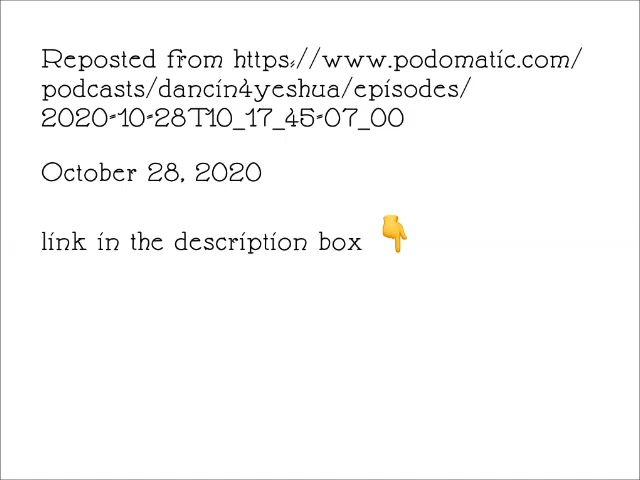 Reposted from https://www.podomatic.com/
podcasts/dancin4yeshua/episodes/
2020-10-28T10_17_45-07_00
October 28, 2020
link in the description box 👇